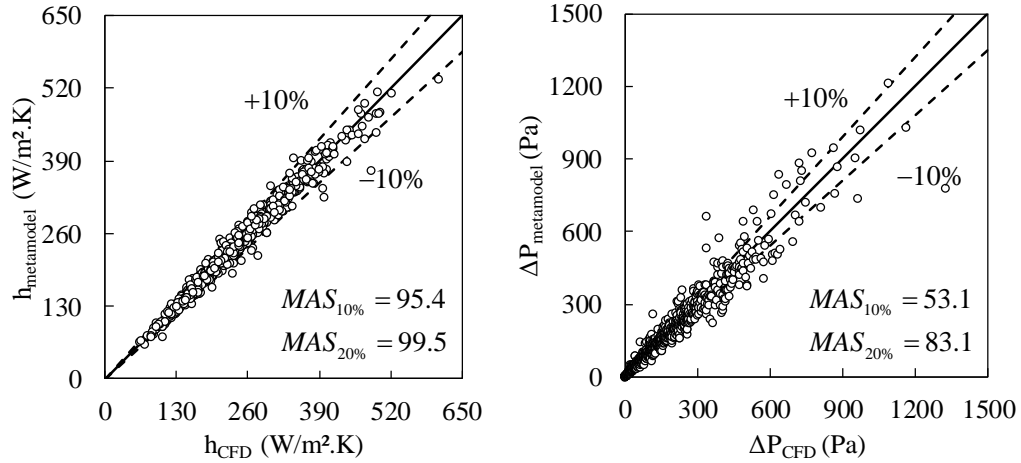 650
520
390
260
130
0
h_metamodel (W/m².K)
+10%
−10%
MAS_10% = 95.4
MAS_20% = 99.5
0 130 260 390 520 650
h_CFD (W/m².K)
1500
1200
900
600
300
0
ΔP_metamodel (Pa)
+10%
−10%
MAS_10% = 53.1
MAS_20% = 83.1
0 300 600 900 1200 1500
ΔP_CFD (Pa)